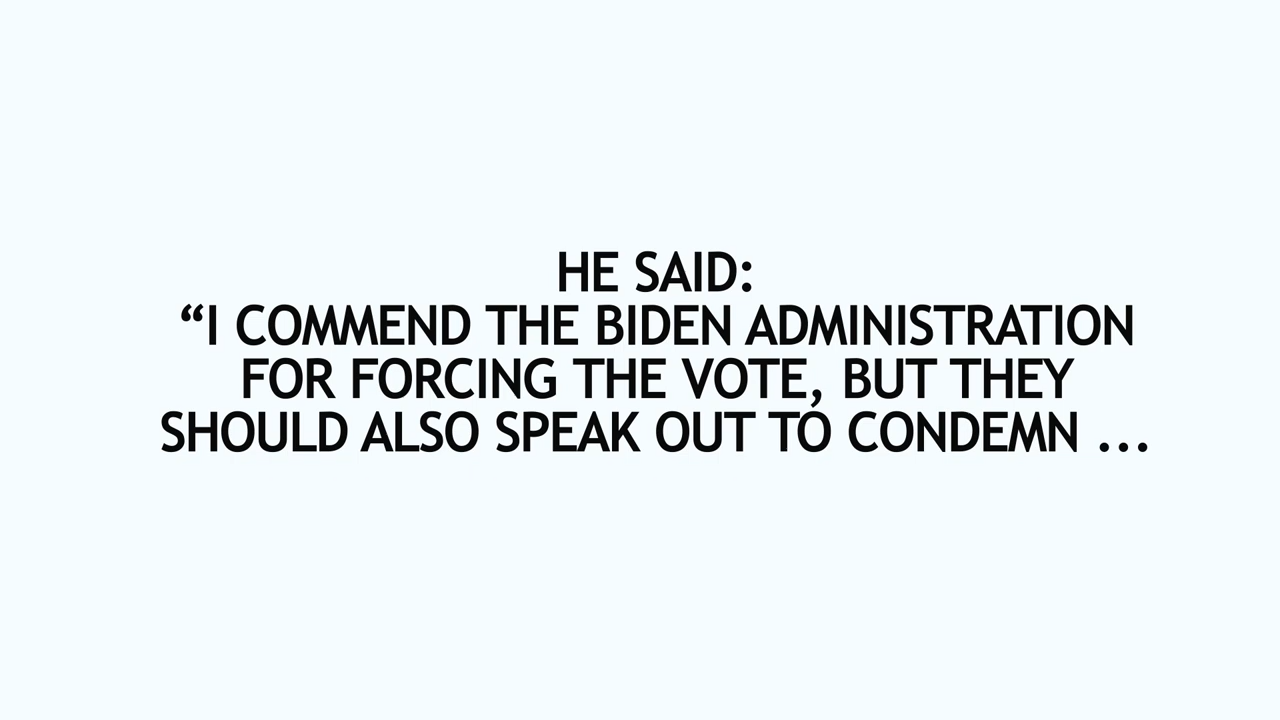 HE SAID:
“I COMMEND THE BIDEN ADMINISTRATION
FOR FORCING THE VOTE, BUT THEY
SHOULD ALSO SPEAK OUT TO CONDEMN ...